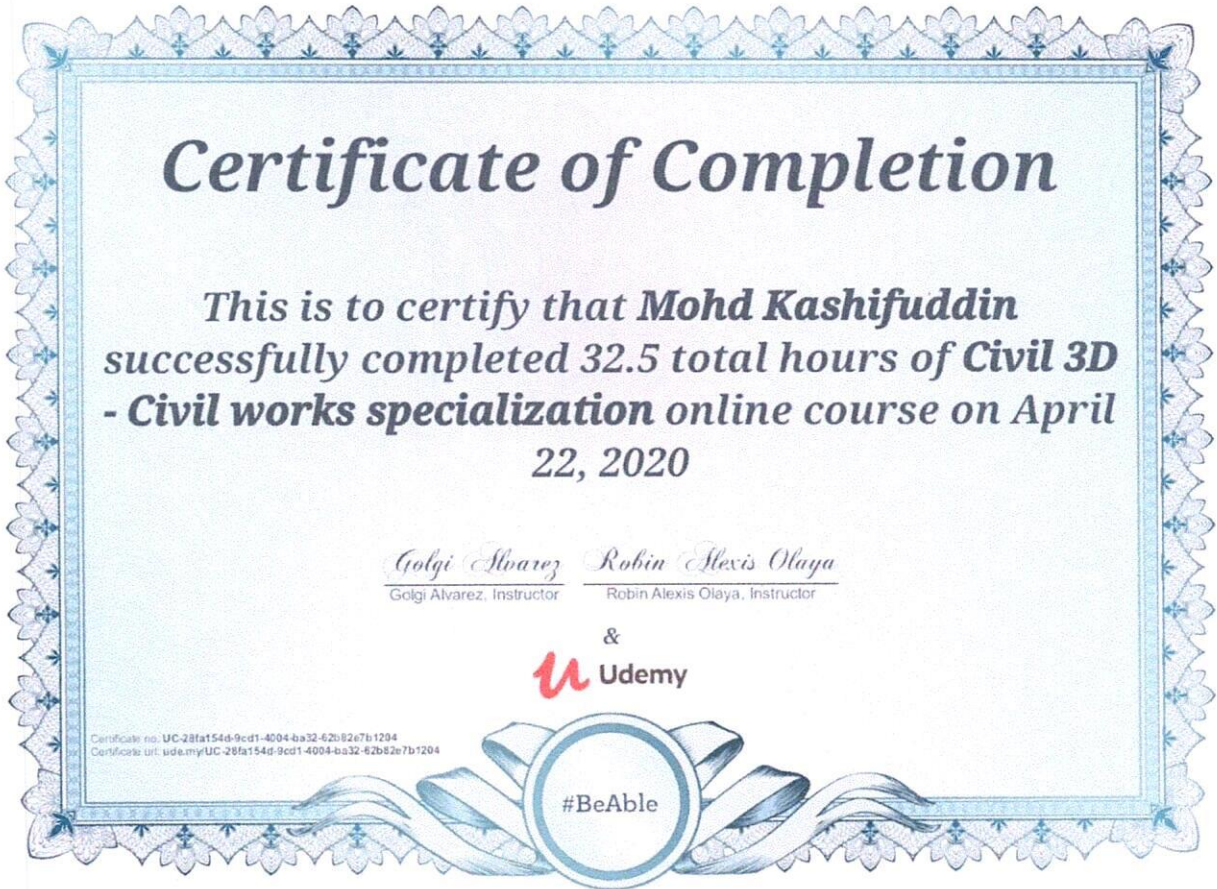 Certificate of Completion
This is to certify that Mohd Kashifuddin
successfully completed 32.5 total hours of Civil 3D
- Civil works specialization online course on April
22, 2020
Golgi Alvarez Robin Alexis Olaya
Golgi Alvarez, Instructor Robin Alexis Olaya, Instructor
&
Udemy
Certificate no: UC-28fa154d-9cd1-4004-ba32-62b82e7b1204
Certificate url: ude.my/UC-28fa154d-9cd1-4004-ba32-62b82e7b1204
#BeAble